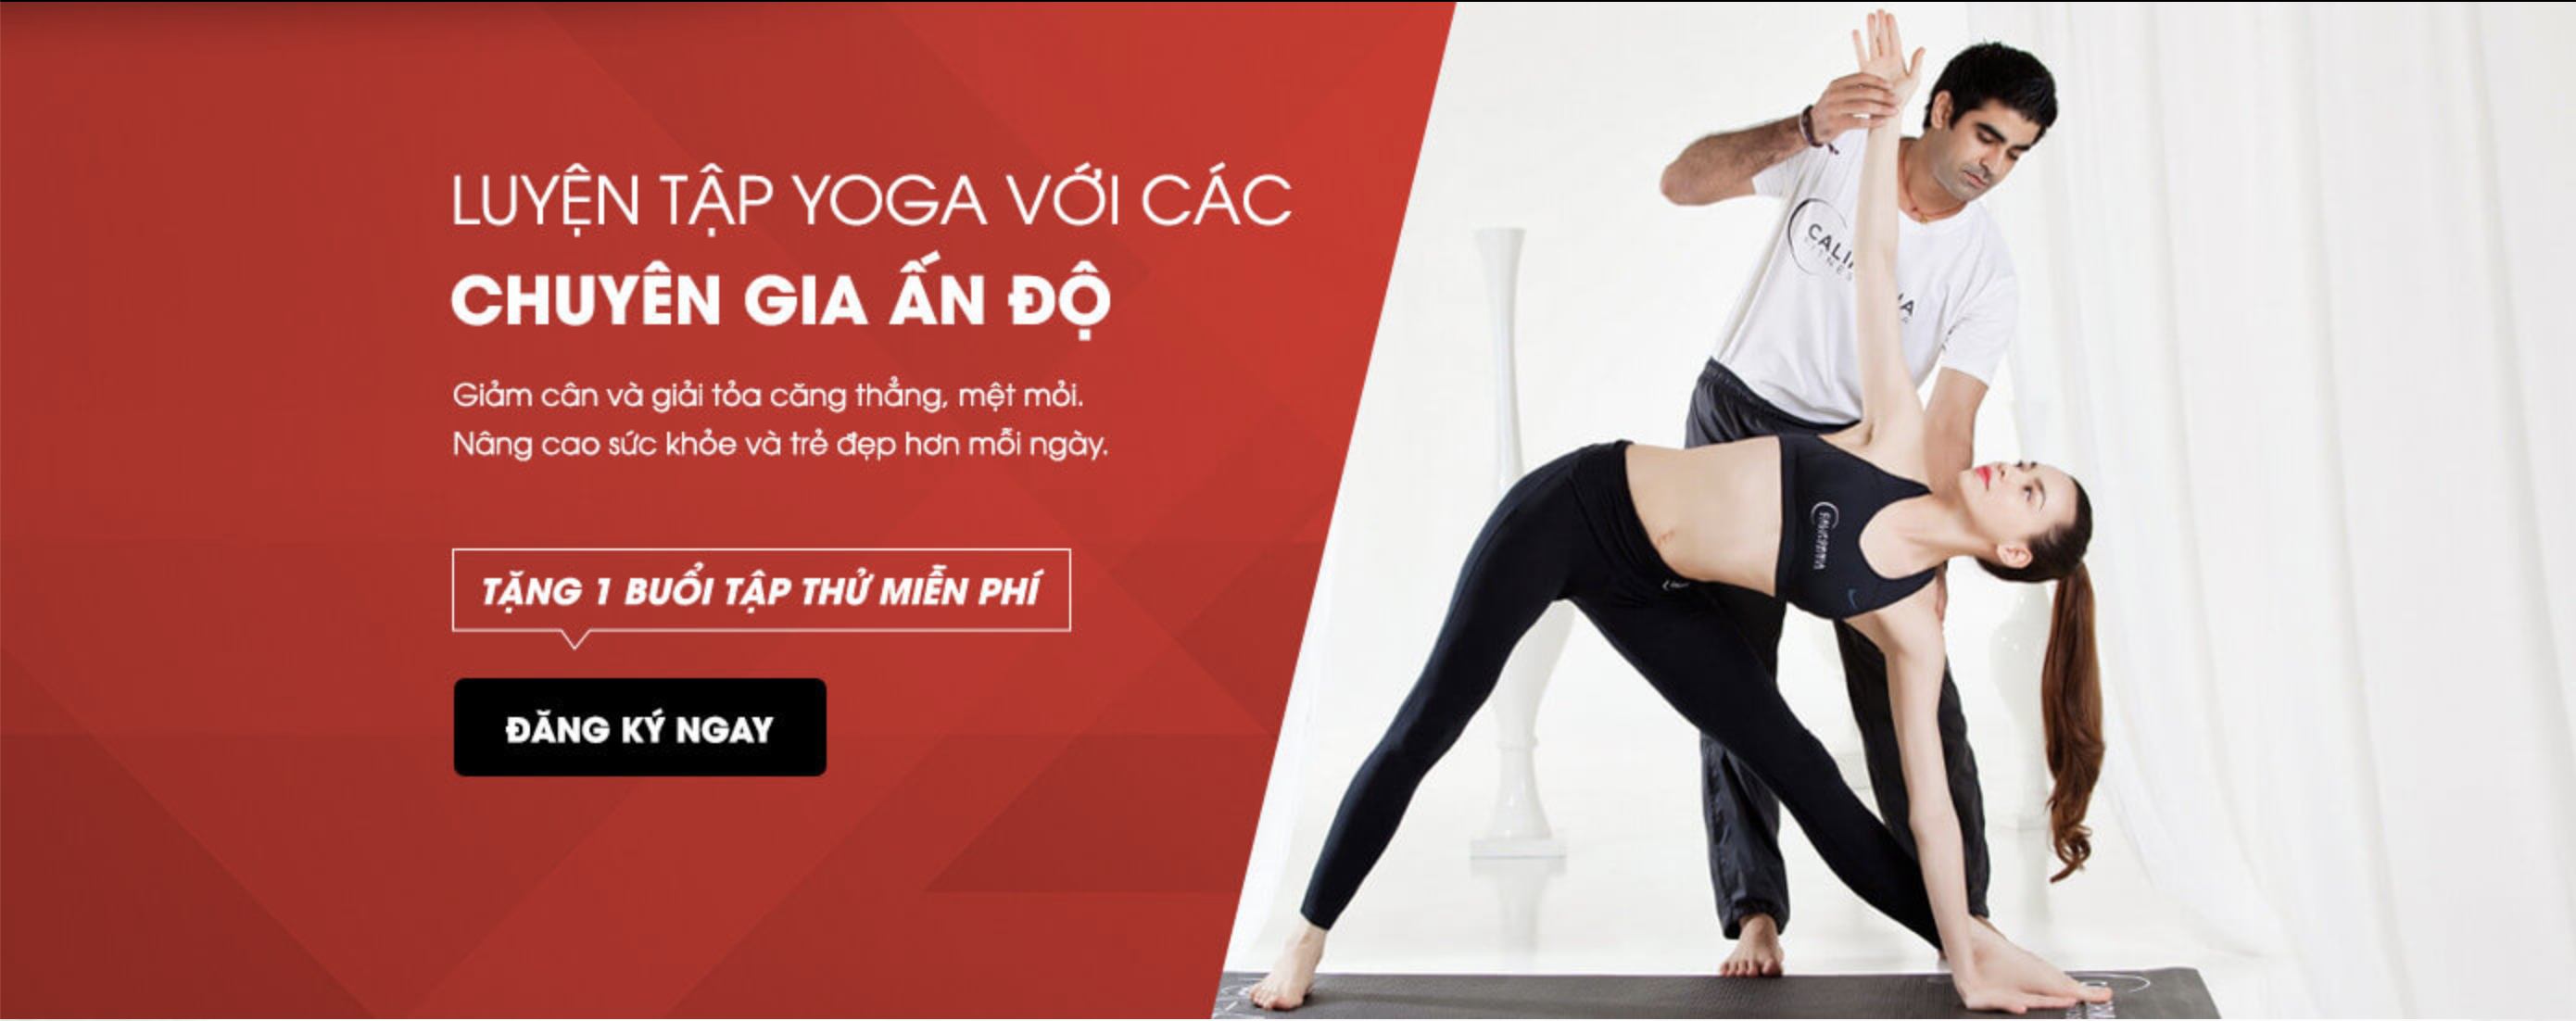 LUYỆN TẬP YOGA VỚI CÁC
CHUYÊN GIA ẤN ĐỘ
Giảm cân và giải tỏa căng thẳng, mệt mỏi.
Nâng cao sức khỏe và trẻ đẹp hơn mỗi ngày.
TẶNG 1 BUỔI TẬP THỬ MIỄN PHÍ
ĐĂNG KÝ NGAY
CALIFORNIA